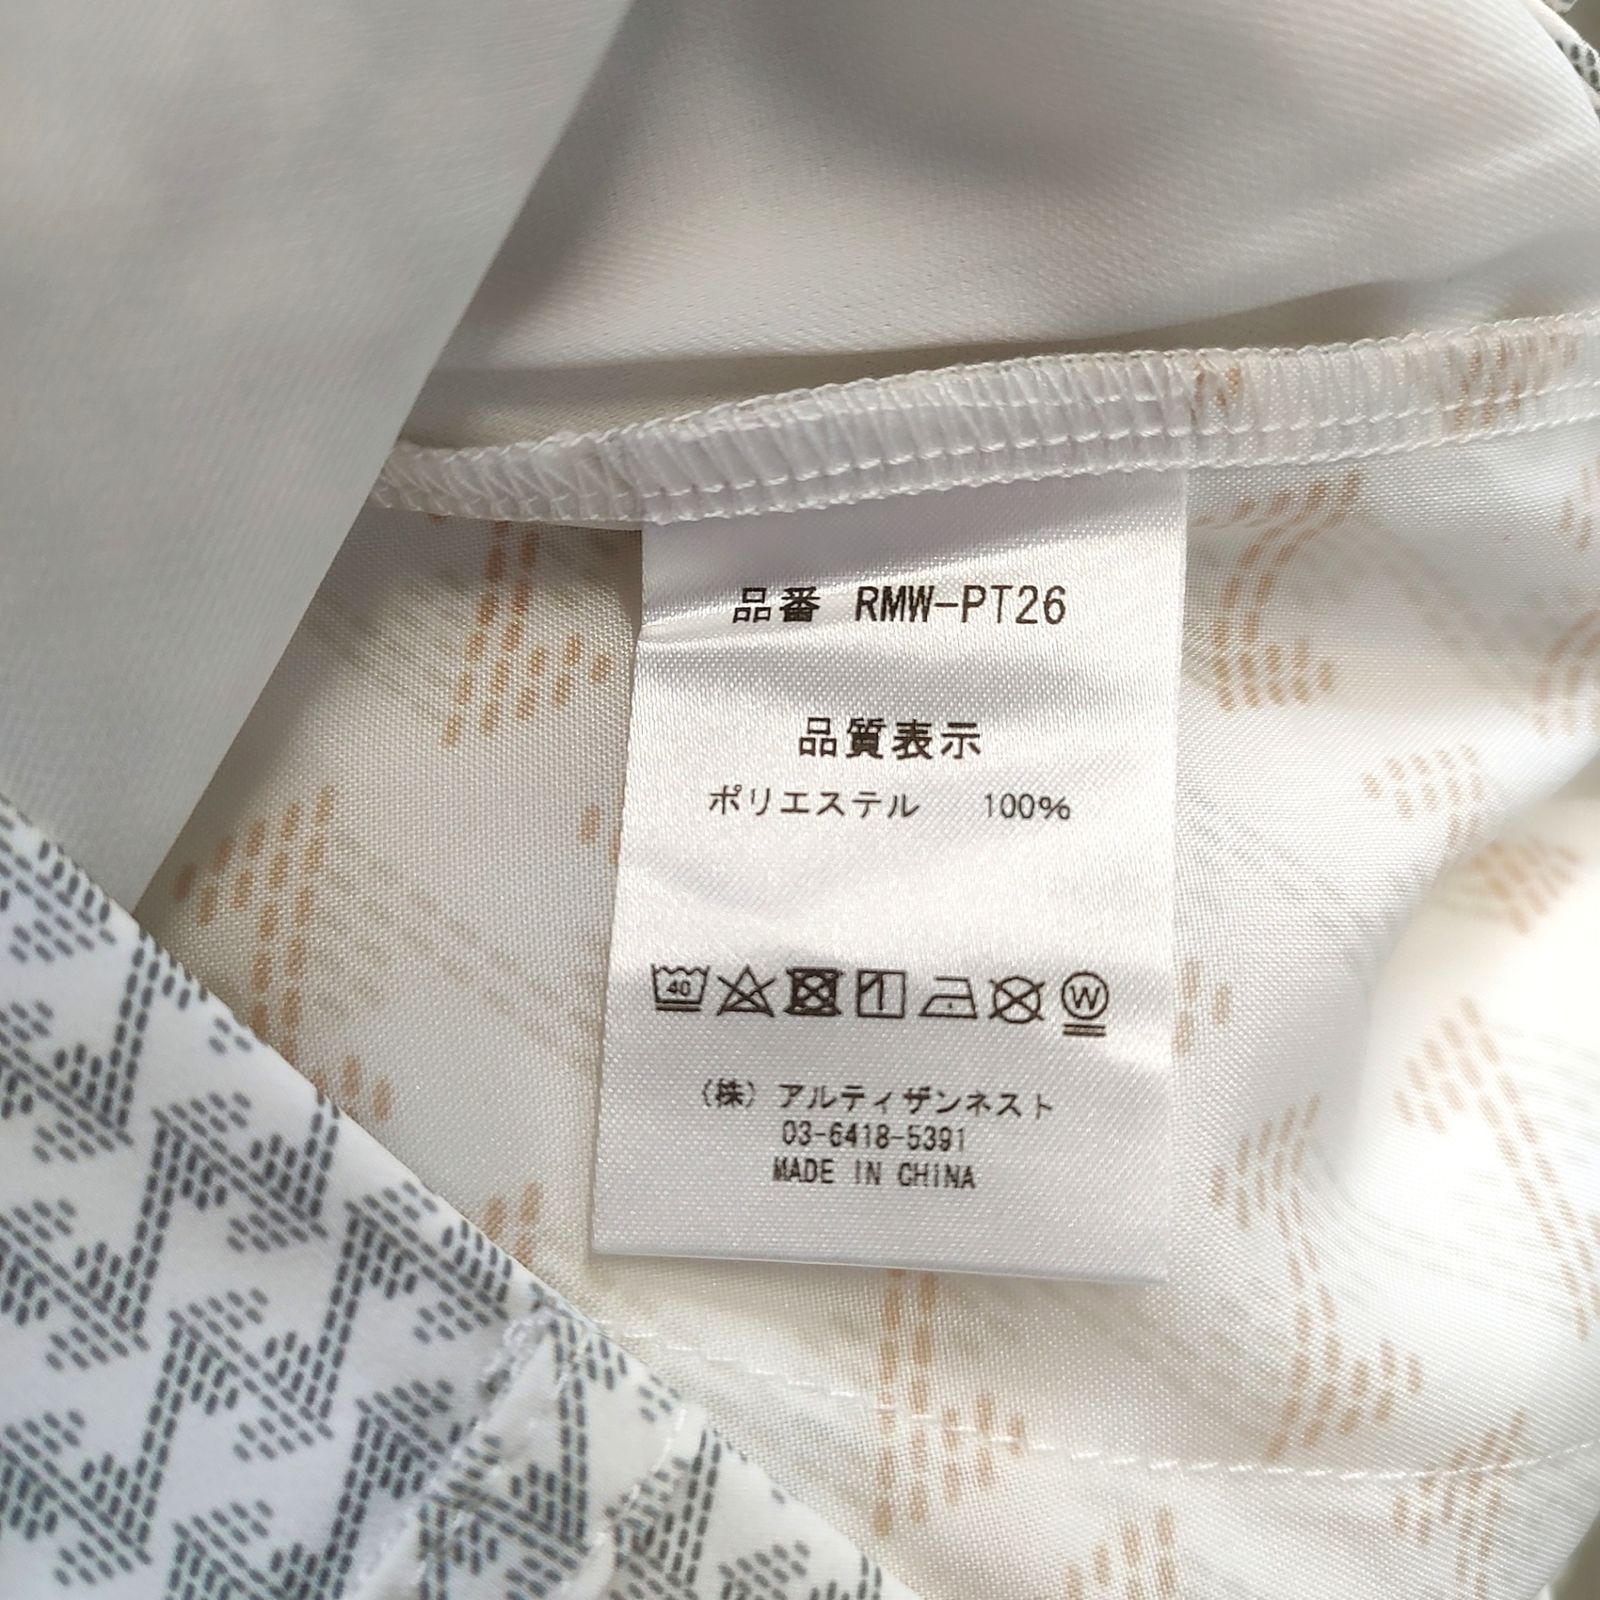 品番 RMW-PT26
品質表示
ポリエステル 100%
40 W
（株）アルティザンネスト
03-6418-5391
MADE IN CHINA